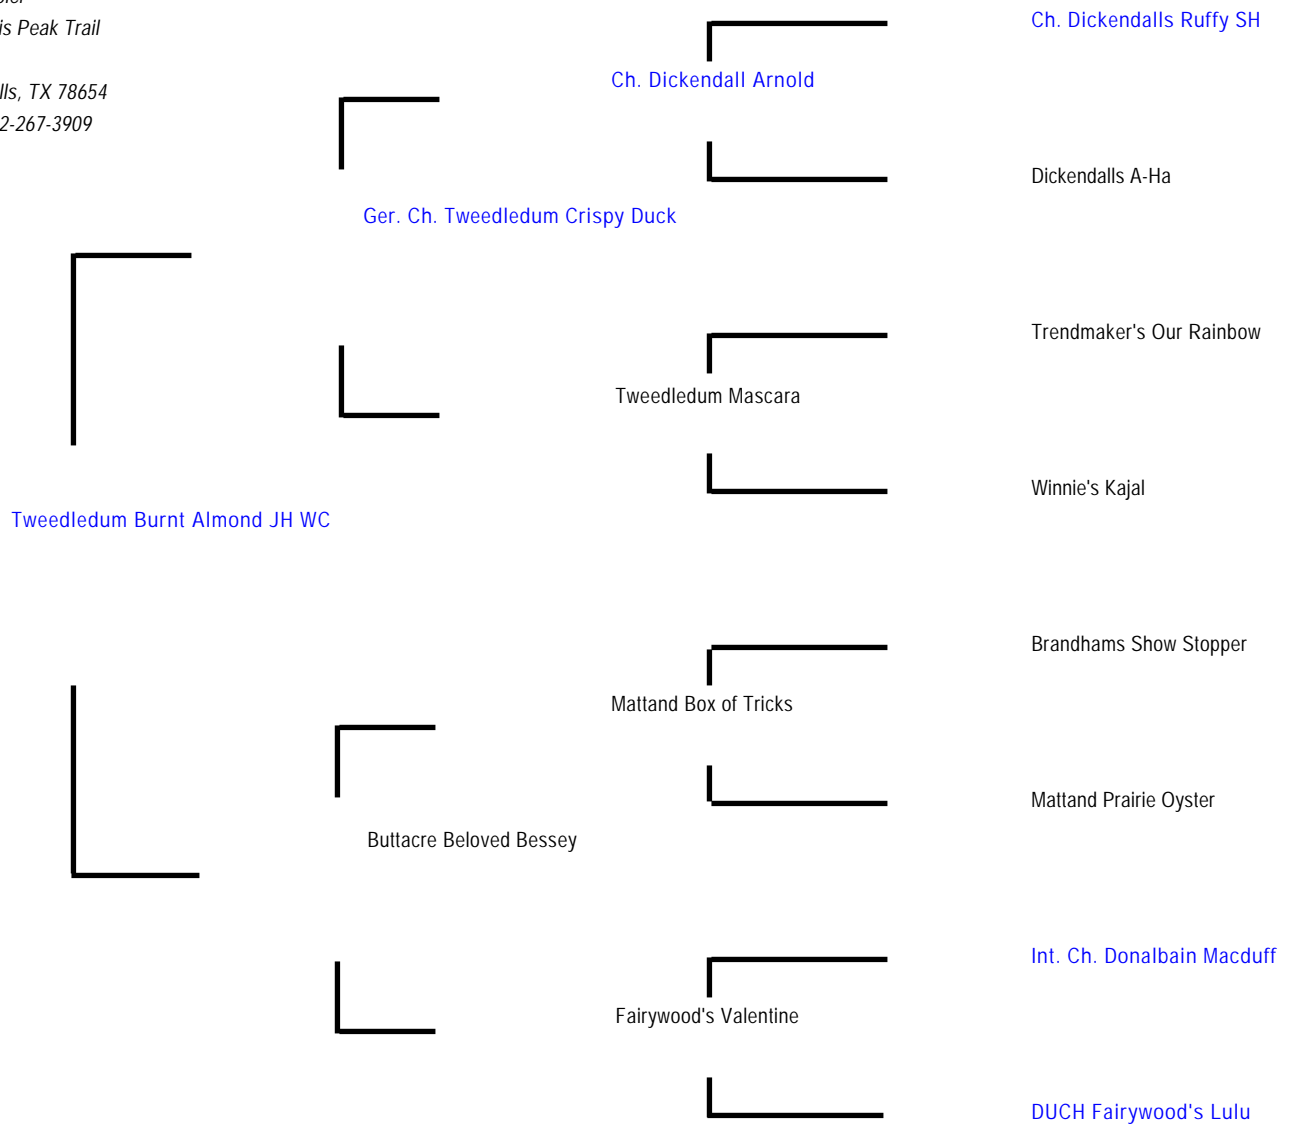 is Peak Trail
lls, TX 78654
2-267-3909
Ch. Dickendalls Ruffy SH
Ch. Dickendall Arnold
Dickendalls A-Ha
Ger. Ch. Tweedledum Crispy Duck
Trendmaker's Our Rainbow
Tweedledum Mascara
Winnie's Kajal
Tweedledum Burnt Almond JH WC
Brandhams Show Stopper
Mattand Box of Tricks
Mattand Prairie Oyster
Buttacre Beloved Bessey
Int. Ch. Donalbain Macduff
Fairywood's Valentine
DUCH Fairywood's Lulu